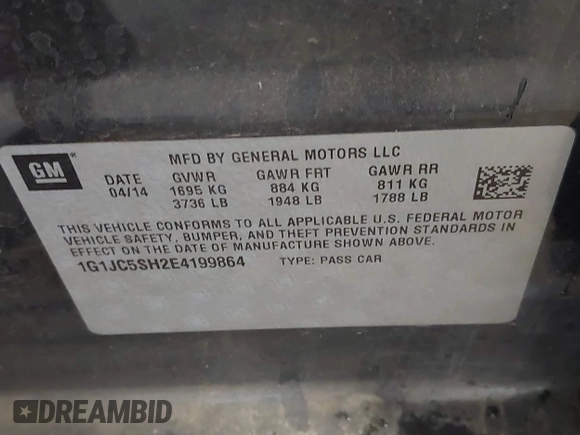 GM ®
MFD BY GENERAL MOTORS LLC
DATE GVWR GAWR FRT GAWR RR
04/14 1695 KG 884 KG 811 KG
3736 LB 1948 LB 1788 LB
THIS VEHICLE CONFORMS TO ALL APPLICABLE U.S. FEDERAL MOTOR
VEHICLE SAFETY, BUMPER, AND THEFT PREVENTION STANDARDS IN
EFFECT ON THE DATE OF MANUFACTURE SHOWN ABOVE.
1G1JC5SH2E4199864 TYPE: PASS CAR
DREAMBID